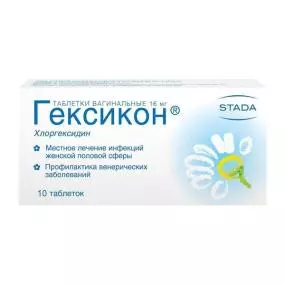 ТАБЛЕТКИ ВАГИНАЛЬНЫЕ 16 мг
Гексикон®
STADA
Хлоргексидин
• Местное лечение инфекций
женской половой сферы
• Профилактика венерических
заболеваний
10 таблеток